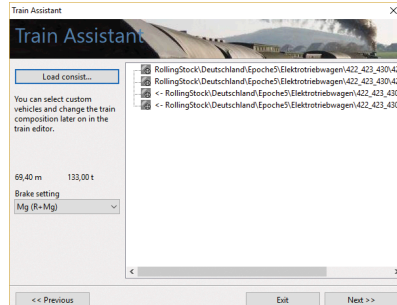 Train Assistant
Train Assistant
Load consist...
You can select custom
vehicles and change the train
composition later on in the
train editor.
69,40 m 133,00 t
Brake setting
Mg (R+Mg)
RollingStock\Deutschland\Epoche5\Elektrotriebwagen\422_423_430\42
RollingStock\Deutschland\Epoche5\Elektrotriebwagen\422_423_430\42
<- RollingStock\Deutschland\Epoche5\Elektrotriebwagen\422_423_430
<- RollingStock\Deutschland\Epoche5\Elektrotriebwagen\422_423_430
<< Previous
Exit
Next >>